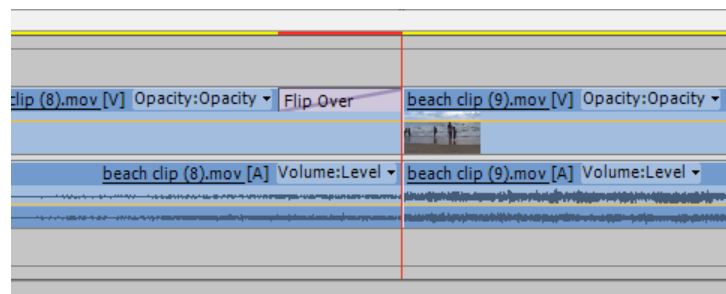 clip (8).mov [V] Opacity:Opacity Flip Over beach clip (9).mov [V] Opacity:Opacity
beach clip (8).mov [A] Volume:Level beach clip (9).mov [A] Volume:Level